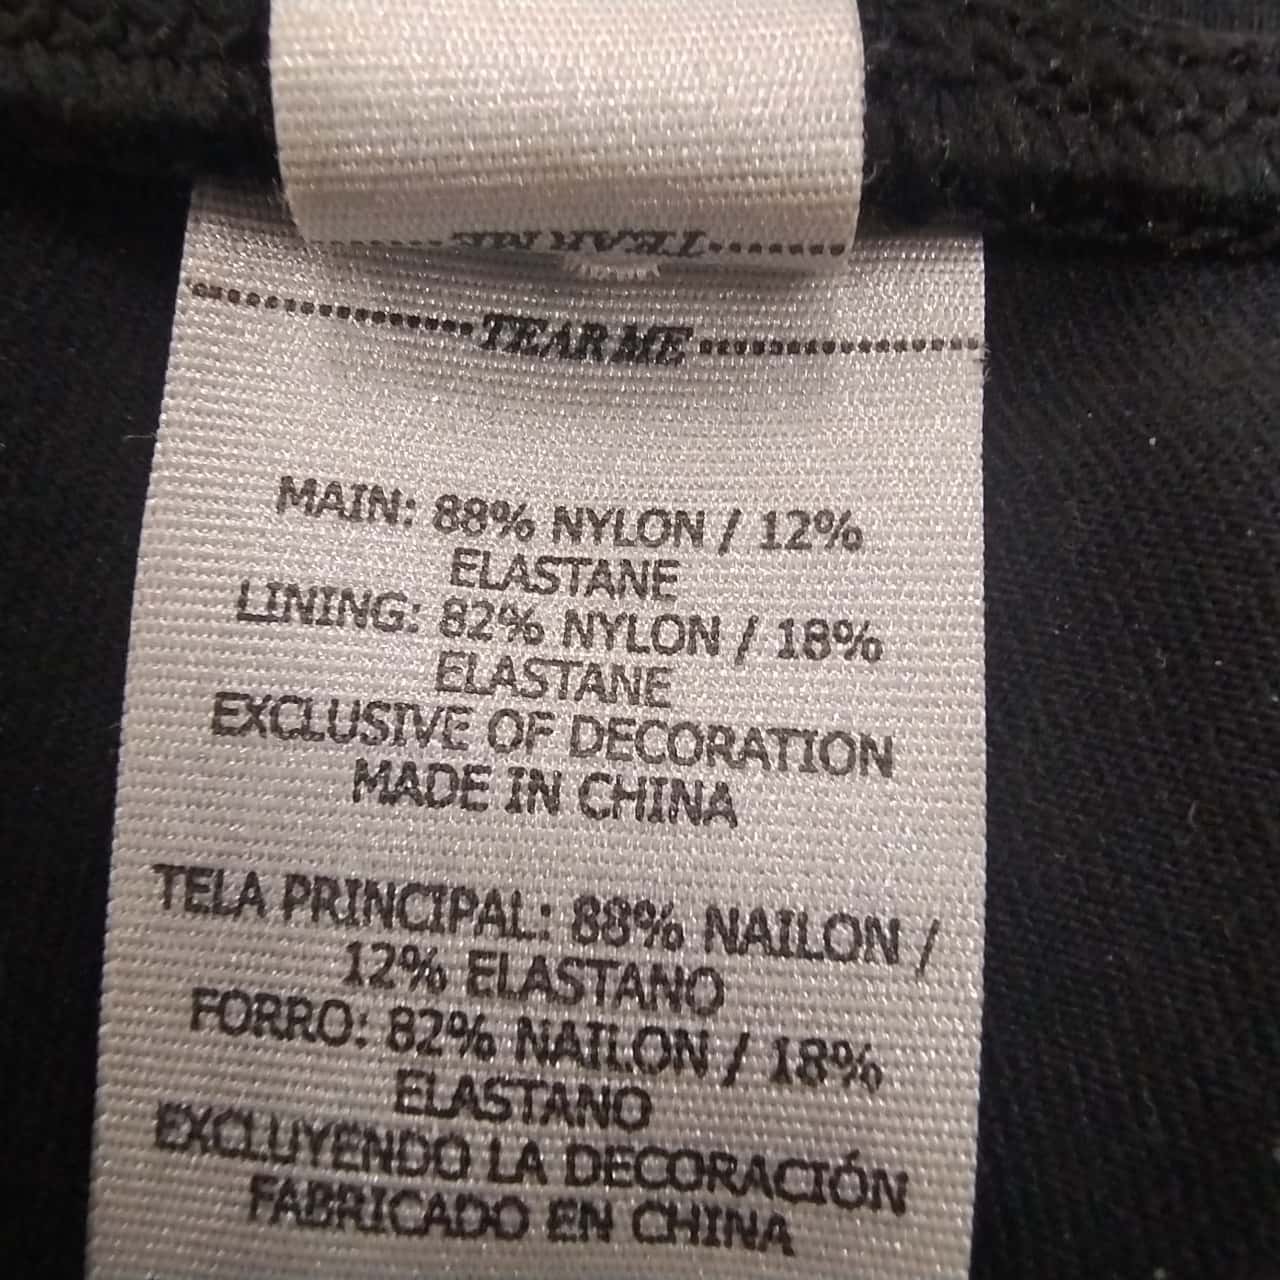 TEAR ME
TEAR ME
MAIN: 88% NYLON / 12%
ELASTANE
LINING: 82% NYLON / 18%
ELASTANE
EXCLUSIVE OF DECORATION
MADE IN CHINA
TELA PRINCIPAL: 88% NAILON /
12% ELASTANO
FORRO: 82% NAILON / 18%
ELASTANO
EXCLUYENDO LA DECORACIÓN
FABRICADO EN CHINA